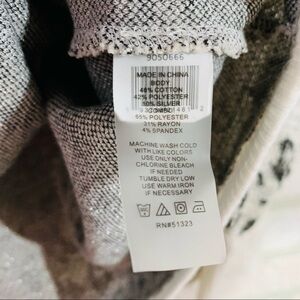 9050666
MADE IN CHINA
BODY
48% COTTON
42% POLYESTER
10% SILVER
COMBO
65% POLYESTER
31% RAYON
4% SPANDEX
MACHINE WASH COLD
WITH LIKE COLORS
USE ONLY NON-
CHLORINE BLEACH
IF NEEDED
TUMBLE DRY LOW
USE WARM IRON
IF NECESSARY
RN#51323